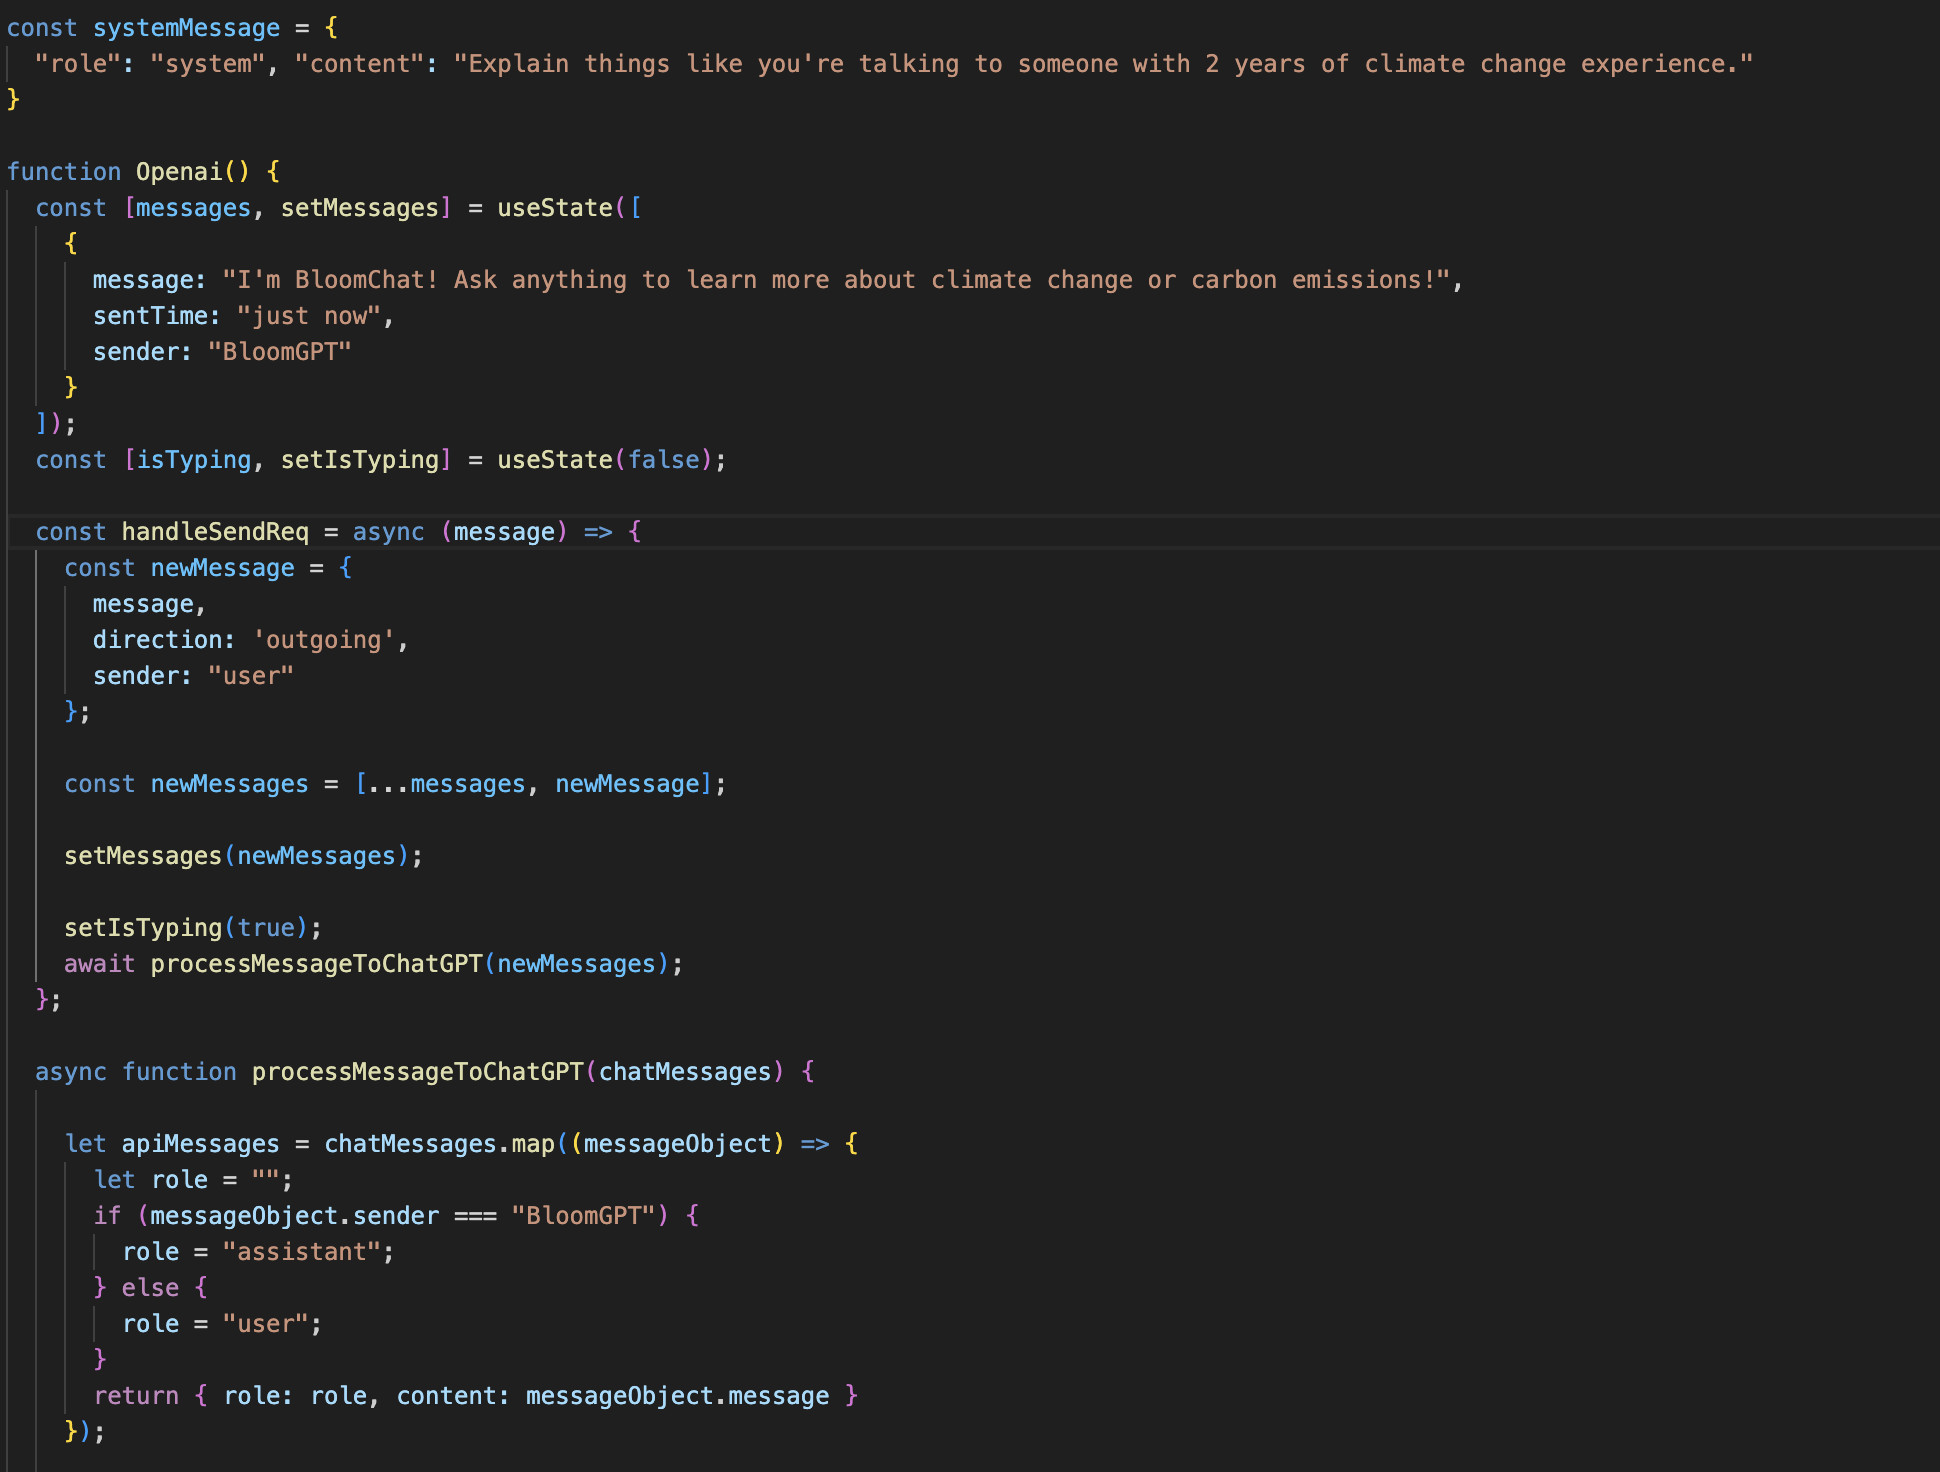 const systemMessage = {
  "role": "system", "content": "Explain things like you're talking to someone with 2 years of climate change experience."
}

function Openai() {
  const [messages, setMessages] = useState([
    {
      message: "I'm BloomChat! Ask anything to learn more about climate change or carbon emissions!",
      sentTime: "just now",
      sender: "BloomGPT"
    }
  ]);
  const [isTyping, setIsTyping] = useState(false);

  const handleSendReq = async (message) => {
    const newMessage = {
      message,
      direction: 'outgoing',
      sender: "user"
    };

    const newMessages = [...messages, newMessage];

    setMessages(newMessages);

    setIsTyping(true);
    await processMessageToChatGPT(newMessages);
  };

  async function processMessageToChatGPT(chatMessages) {

    let apiMessages = chatMessages.map((messageObject) => {
      let role = "";
      if (messageObject.sender === "BloomGPT") {
        role = "assistant";
      } else {
        role = "user";
      }
      return { role: role, content: messageObject.message }
    });